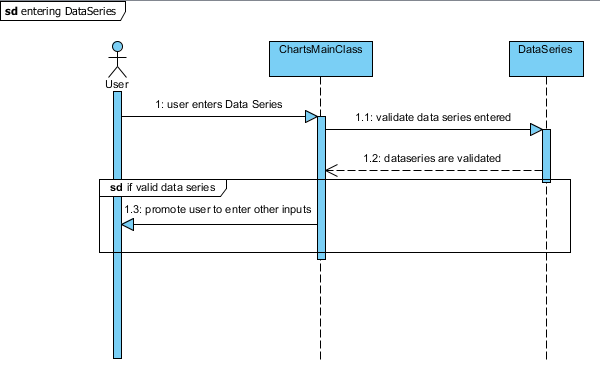 sd entering DataSeries
ChartsMainClass
DataSeries
User
1: user enters Data Series
1.1: validate data series entered
1.2: dataseries are validated
sd if valid data series
1.3: promote user to enter other inputs